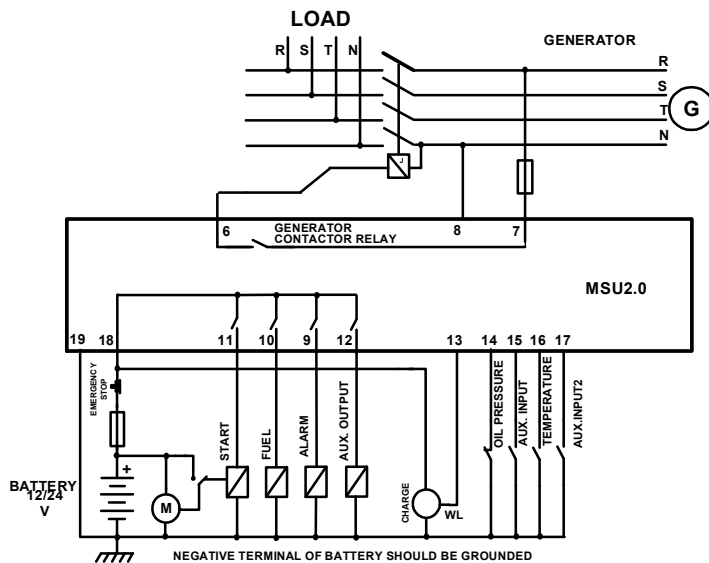 LOAD
GENERATOR
R S T N
R
S
T
N
G
6
GENERATOR
CONTACTOR RELAY
8
7
MSU2.0
19
18
11
10
9
12
13
14
15
16
17
EMERGENCY
STOP
START
FUEL
ALARM
AUX. OUTPUT
CHARGE
WL
OIL PRESSURE
AUX. INPUT
TEMPERATURE
AUX.INPUT2
BATTERY
12/24
V
+
M
NEGATIVE TERMINAL OF BATTERY SHOULD BE GROUNDED